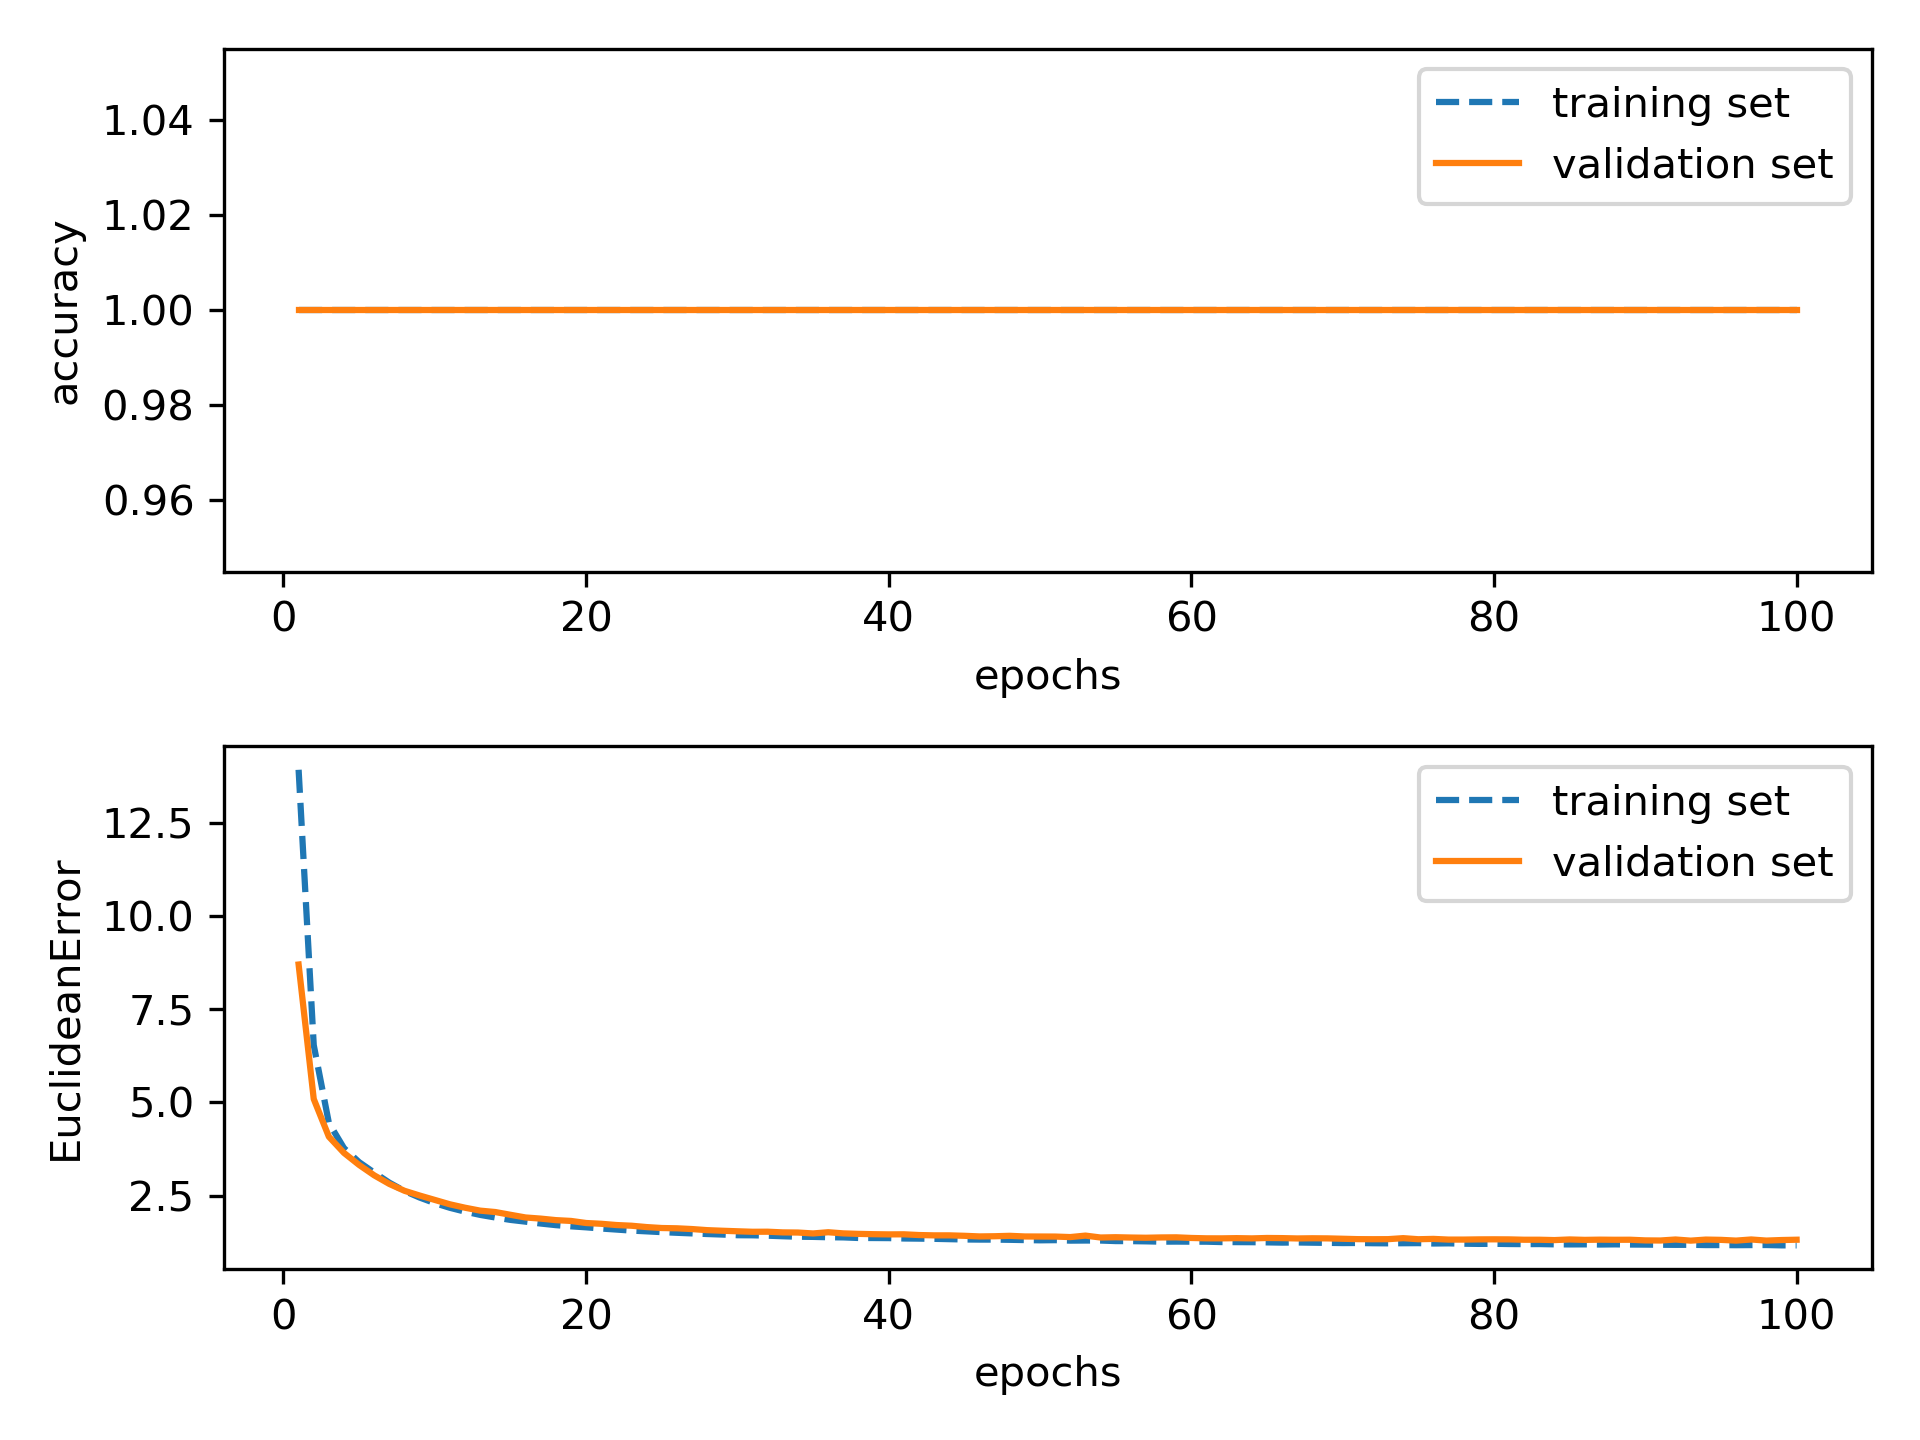 1.04
1.02
1.00
0.98
0.96
accuracy
training set
validation set
0 20 40 60 80 100
epochs
12.5
10.0
7.5
5.0
2.5
EuclideanError
training set
validation set
0 20 40 60 80 100
epochs